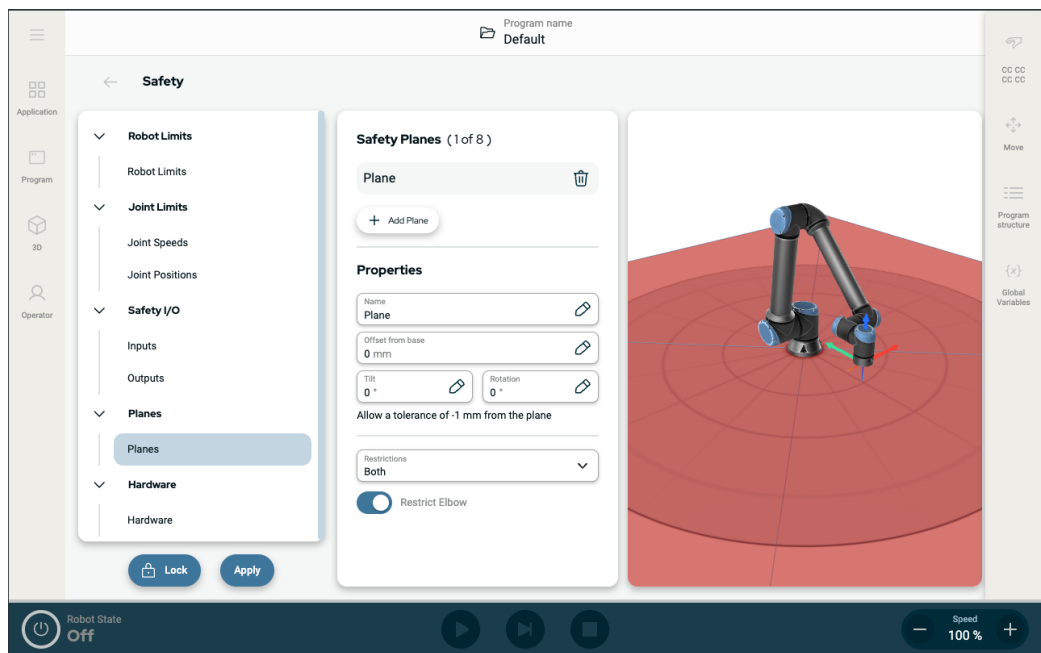 Program name
Default
Application
Program
3D
Operator
Safety
Robot Limits
Robot Limits
Joint Limits
Joint Speeds
Joint Positions
Safety I/O
Inputs
Outputs
Planes
Planes
Hardware
Hardware
Lock
Apply
Safety Planes (1 of 8)
Plane
+ Add Plane
Properties
Name
Plane
Offset from base
0 mm
Tilt
0 °
Rotation
0 °
Allow a tolerance of -1 mm from the plane
Restrictions
Both
Restrict Elbow
CC CC
CC CC
Move
Program
structure
{x}
Global
Variables
Robot State
Off
Speed
100 %